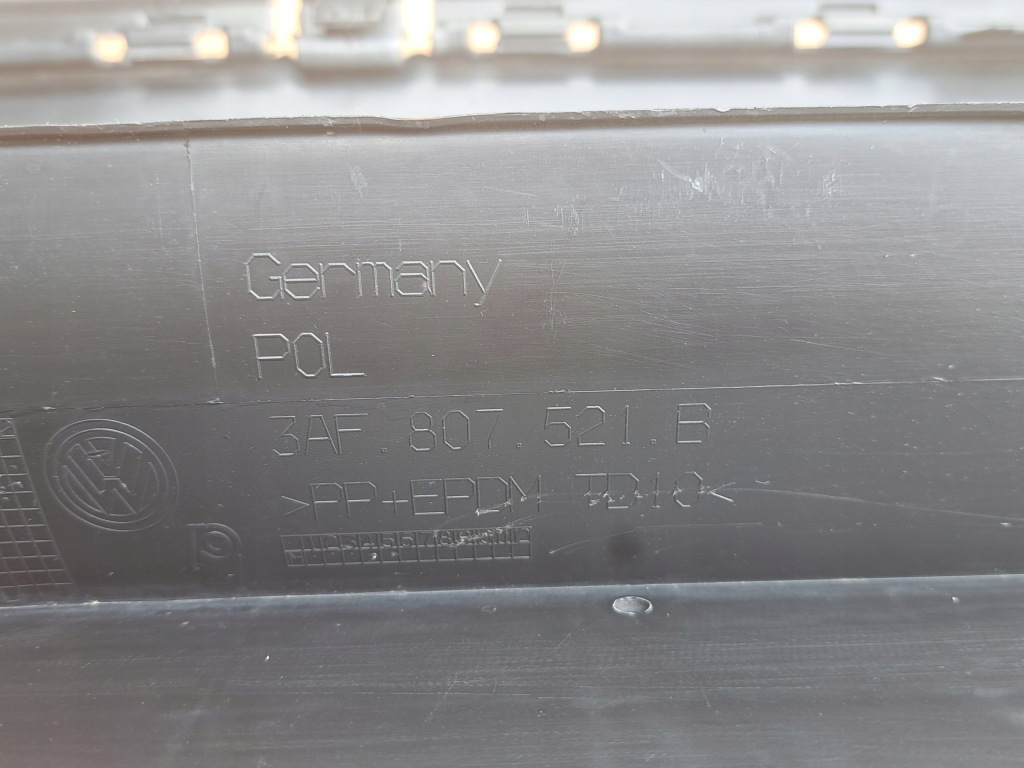 Germany
POL
3AF.807.521.B
>PP+EPDM TD10<